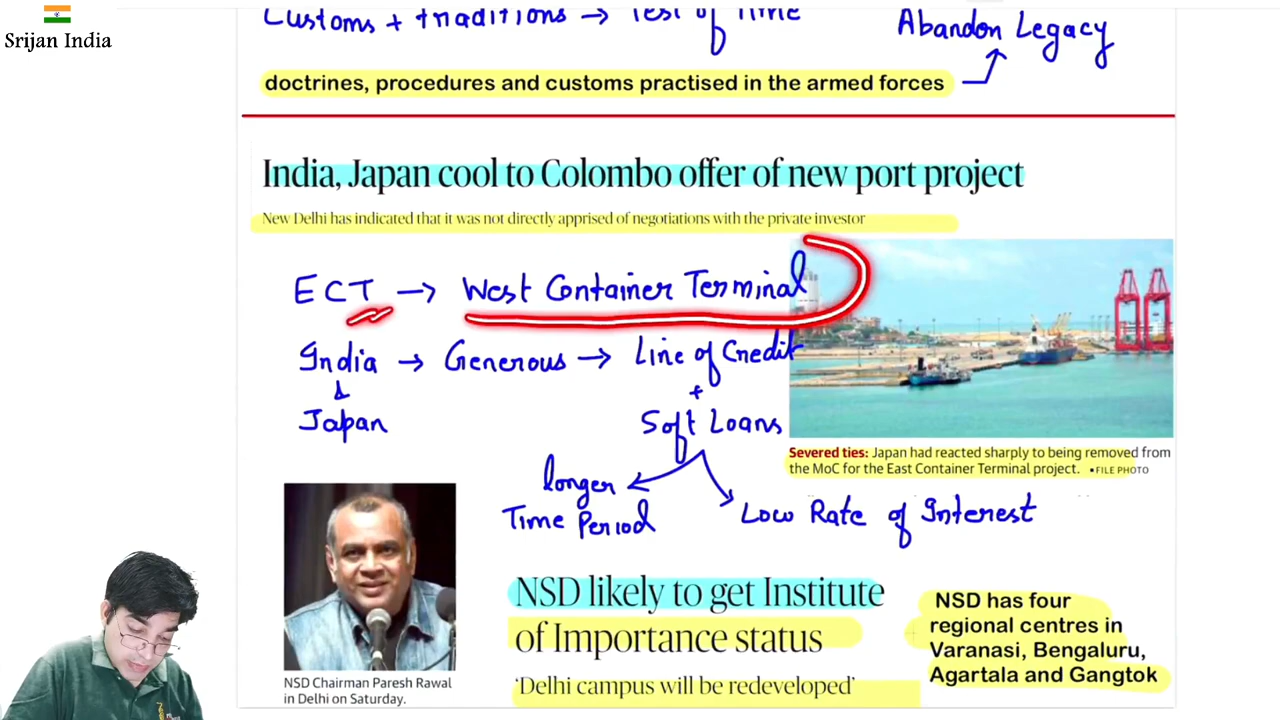 Srijan India
Customs + traditions → Test of Time
Abandon Legacy
doctrines, procedures and customs practised in the armed forces
India, Japan cool to Colombo offer of new port project
New Delhi has indicated that it was not directly apprised of negotiations with the private investor
ECT → West Container Terminal
India → Generous → Line of Credit
+
Japan
Soft Loans
Severed ties: Japan had reacted sharply to being removed from
the MoC for the East Container Terminal project. •FILE PHOTO
longer
Time Period
Low Rate of Interest
NSD Chairman Paresh Rawal
in Delhi on Saturday.
NSD likely to get Institute
of Importance status
‘Delhi campus will be redeveloped’
NSD has four
regional centres in
Varanasi, Bengaluru,
Agartala and Gangtok